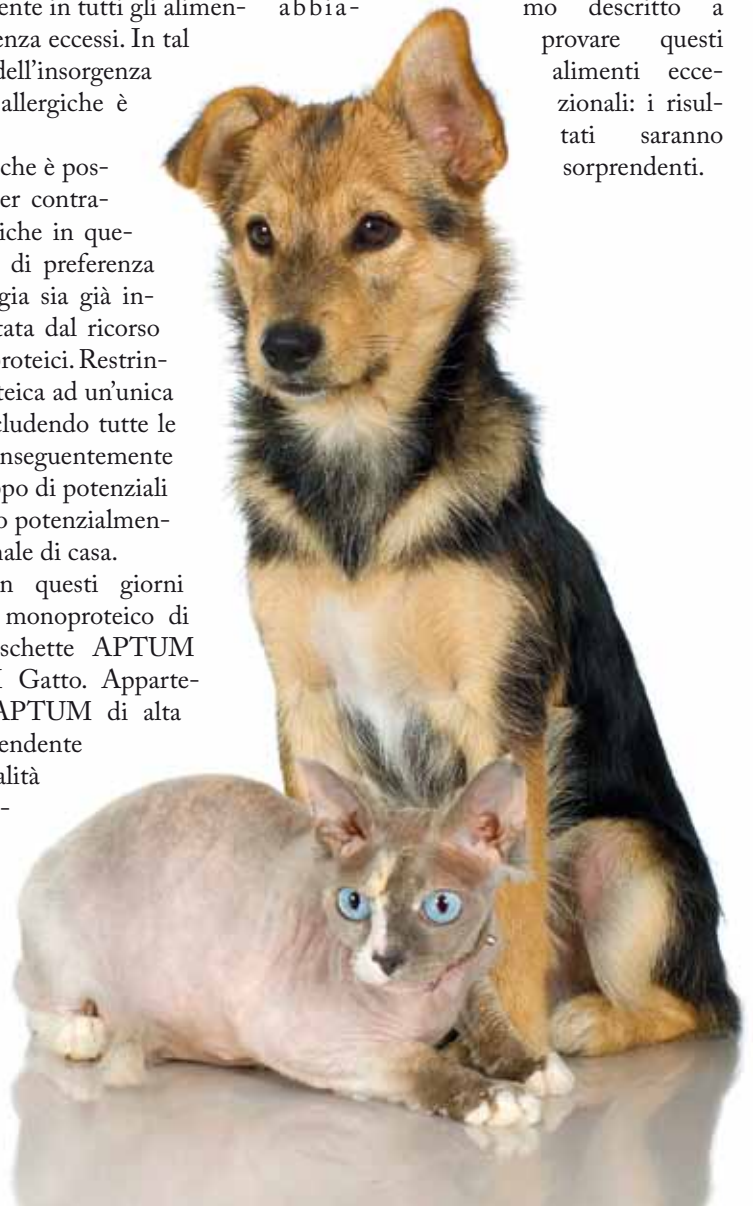 ente in tutti gli alimen-
enza eccessi. In tal
dell'insorgenza
allergiche è
che è pos-
er contra-
iche in que-
di preferenza
gia sia già in-
tata dal ricorso
roteici. Restrin-
teica ad un'unica
cludendo tutte le
nseguentemente
po di potenziali
o potenzialmen-
nale di casa.
n questi giorni
monoproteico di
schette APTUM
Gatto. Apparte-
APTUM di alta
endente
alità
-
abbia-
mo descritto a
provare questi
alimenti ecce-
zionali: i risul-
tati saranno
sorprendenti.